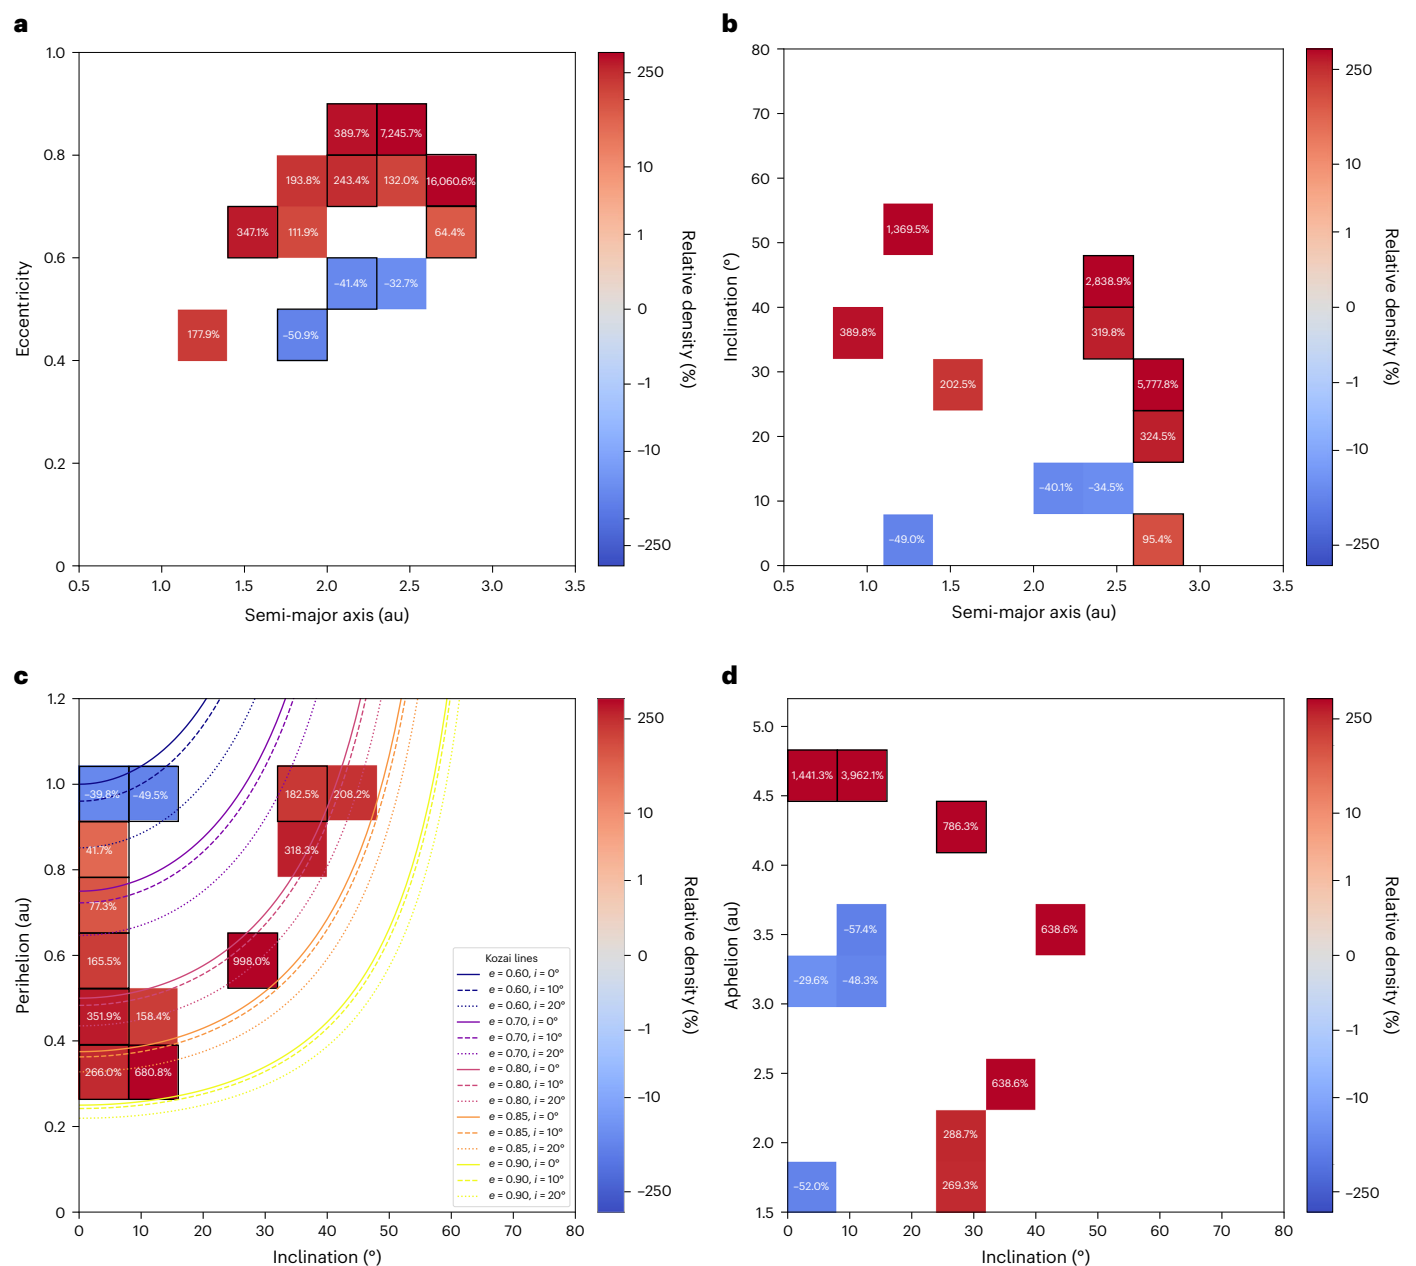 a
1.0
0.8
0.6
0.4
0.2
0
Eccentricity
389.7% 7,245.7%
193.8% 243.4% 132.0% 16,060.6%
347.1% 111.9% 64.4%
−41.4% −32.7%
177.9% −50.9%
0.5 1.0 1.5 2.0 2.5 3.0 3.5
Semi-major axis (au)
250
10
1
0
−1
−10
−250
Relative density (%)
b
80
70
60
50
40
30
20
10
0
Inclination (°)
1,369.5%
2,838.9%
389.8% 319.8%
202.5% 5,777.8%
324.5%
−40.1% −34.5%
−49.0% 95.4%
0.5 1.0 1.5 2.0 2.5 3.0 3.5
Semi-major axis (au)
250
10
1
0
−1
−10
−250
Relative density (%)
c
1.2
1.0
0.8
0.6
0.4
0.2
0
Perihelion (au)
−39.8% −49.5% 182.5% 208.2%
41.7% 318.3%
77.3%
165.5% 998.0%
351.9% 158.4%
266.0% 680.8%
Kozai lines
e = 0.60, i = 0°
e = 0.60, i = 10°
e = 0.60, i = 20°
e = 0.70, i = 0°
e = 0.70, i = 10°
e = 0.70, i = 20°
e = 0.80, i = 0°
e = 0.80, i = 10°
e = 0.80, i = 20°
e = 0.85, i = 0°
e = 0.85, i = 10°
e = 0.85, i = 20°
e = 0.90, i = 0°
e = 0.90, i = 10°
e = 0.90, i = 20°
0 10 20 30 40 50 60 70 80
Inclination (°)
250
10
1
0
−1
−10
−250
Relative density (%)
d
5.0
4.5
4.0
3.5
3.0
2.5
2.0
1.5
Aphelion (au)
1,441.3% 3,962.1%
786.3%
−57.4% 638.6%
−29.6% −48.3%
638.6%
288.7%
−52.0% 269.3%
0 10 20 30 40 50 60 70 80
Inclination (°)
250
10
1
0
−1
−10
−250
Relative density (%)